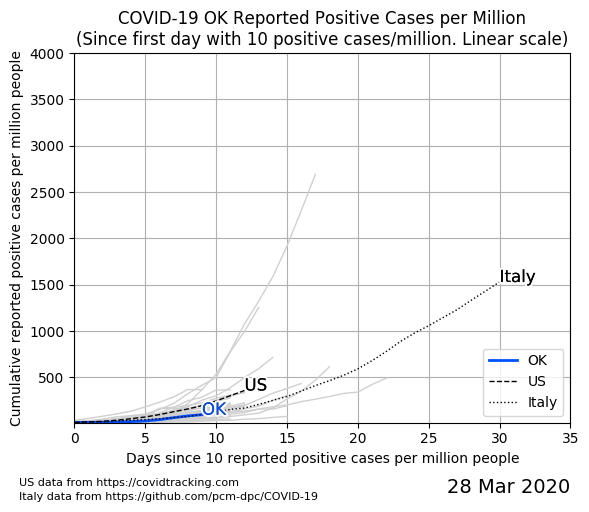 COVID-19 OK Reported Positive Cases per Million
(Since first day with 10 positive cases/million. Linear scale)
Cumulative reported positive cases per million people
4000
3500
3000
2500
2000
1500
1000
500
Italy
US
OK
OK
US
Italy
0 5 10 15 20 25 30 35
Days since 10 reported positive cases per million people
US data from https://covidtracking.com
Italy data from https://github.com/pcm-dpc/COVID-19
28 Mar 2020